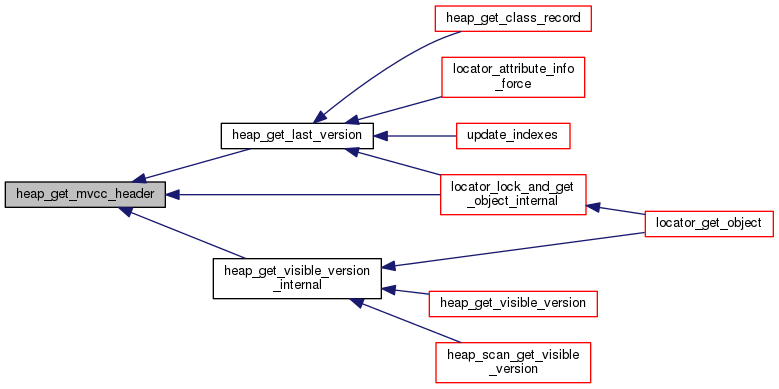 heap_get_class_record
locator_attribute_info
_force
heap_get_last_version
update_indexes
heap_get_mvcc_header
locator_lock_and_get
_object_internal
locator_get_object
heap_get_visible_version
_internal
heap_get_visible_version
heap_scan_get_visible
_version